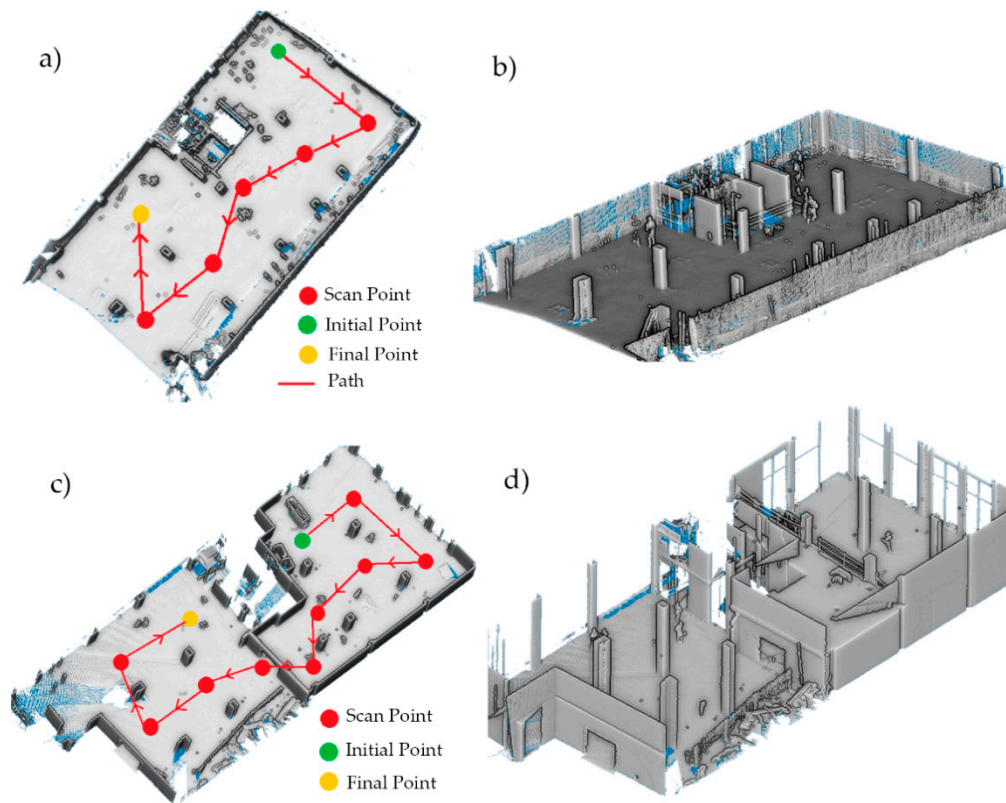 a)
b)
Scan Point
Initial Point
Final Point
Path
c)
d)
Scan Point
Initial Point
Final Point